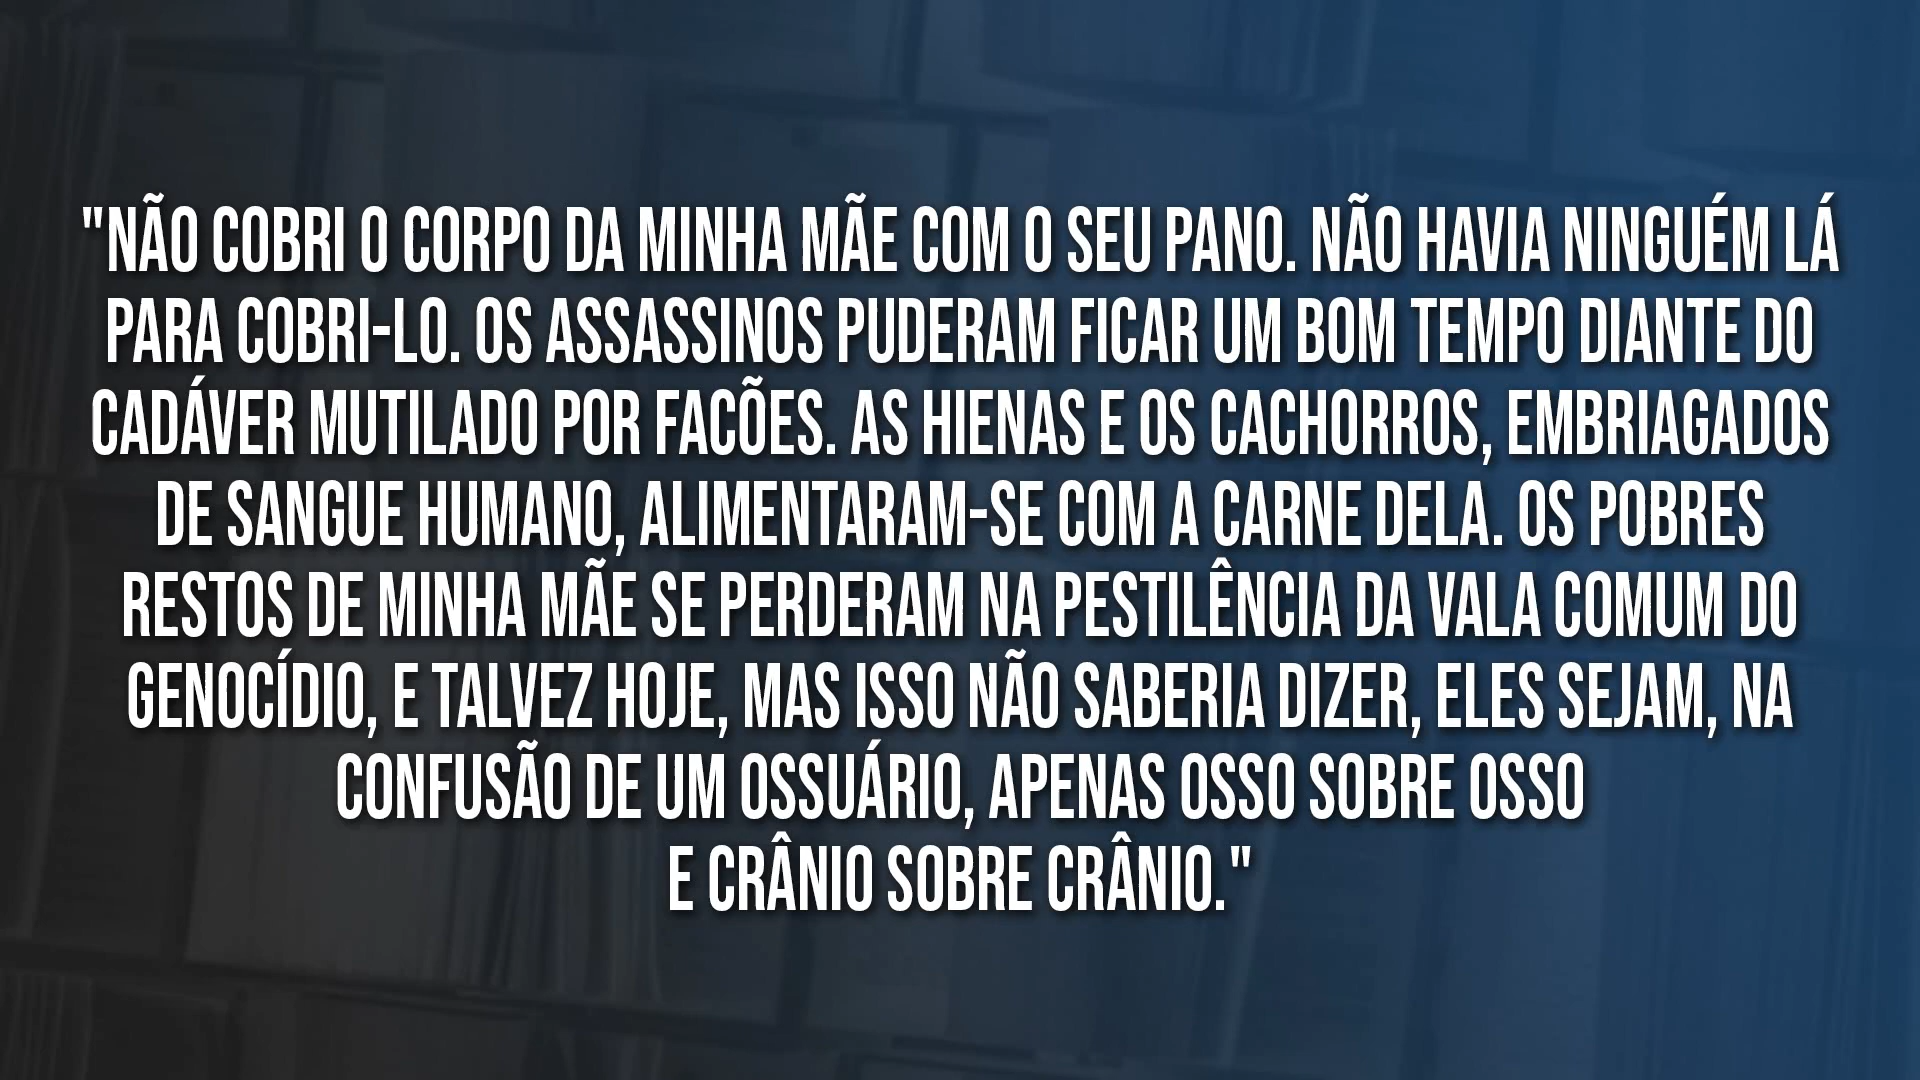 "NÃO COBRI O CORPO DA MINHA MÃE COM O SEU PANO. NÃO HAVIA NINGUÉM LÁ
PARA COBRI-LO. OS ASSASSINOS PUDERAM FICAR UM BOM TEMPO DIANTE DO
CADÁVER MUTILADO POR FACÕES. AS HIENAS E OS CACHORROS, EMBRIAGADOS
DE SANGUE HUMANO, ALIMENTARAM-SE COM A CARNE DELA. OS POBRES
RESTOS DE MINHA MÃE SE PERDERAM NA PESTILÊNCIA DA VALA COMUM DO
GENOCÍDIO, E TALVEZ HOJE, MAS ISSO NÃO SABERIA DIZER, ELES SEJAM, NA
CONFUSÃO DE UM OSSUÁRIO, APENAS OSSO SOBRE OSSO
E CRÂNIO SOBRE CRÂNIO."